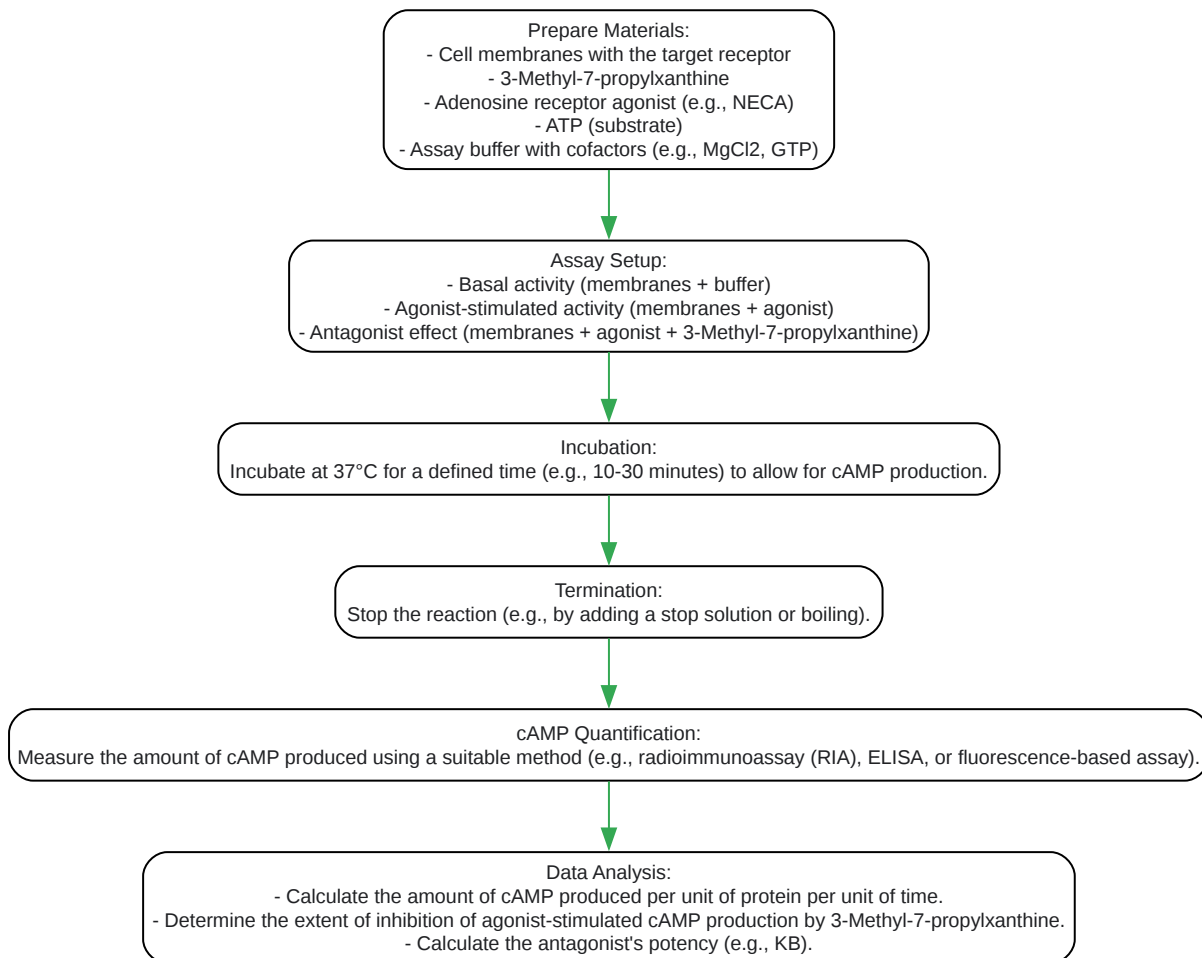 Prepare Materials:
- Cell membranes with the target receptor
- 3-Methyl-7-propylxanthine
- Adenosine receptor agonist (e.g., NECA)
- ATP (substrate)
- Assay buffer with cofactors (e.g., MgCl2, GTP)
Assay Setup:
- Basal activity (membranes + buffer)
- Agonist-stimulated activity (membranes + agonist)
- Antagonist effect (membranes + agonist + 3-Methyl-7-propylxanthine)
Incubation:
Incubate at 37°C for a defined time (e.g., 10-30 minutes) to allow for cAMP production.
Termination:
Stop the reaction (e.g., by adding a stop solution or boiling).
cAMP Quantification:
Measure the amount of cAMP produced using a suitable method (e.g., radioimmunoassay (RIA), ELISA, or fluorescence-based assay).
Data Analysis:
- Calculate the amount of cAMP produced per unit of protein per unit of time.
- Determine the extent of inhibition of agonist-stimulated cAMP production by 3-Methyl-7-propylxanthine.
- Calculate the antagonist's potency (e.g., KB).